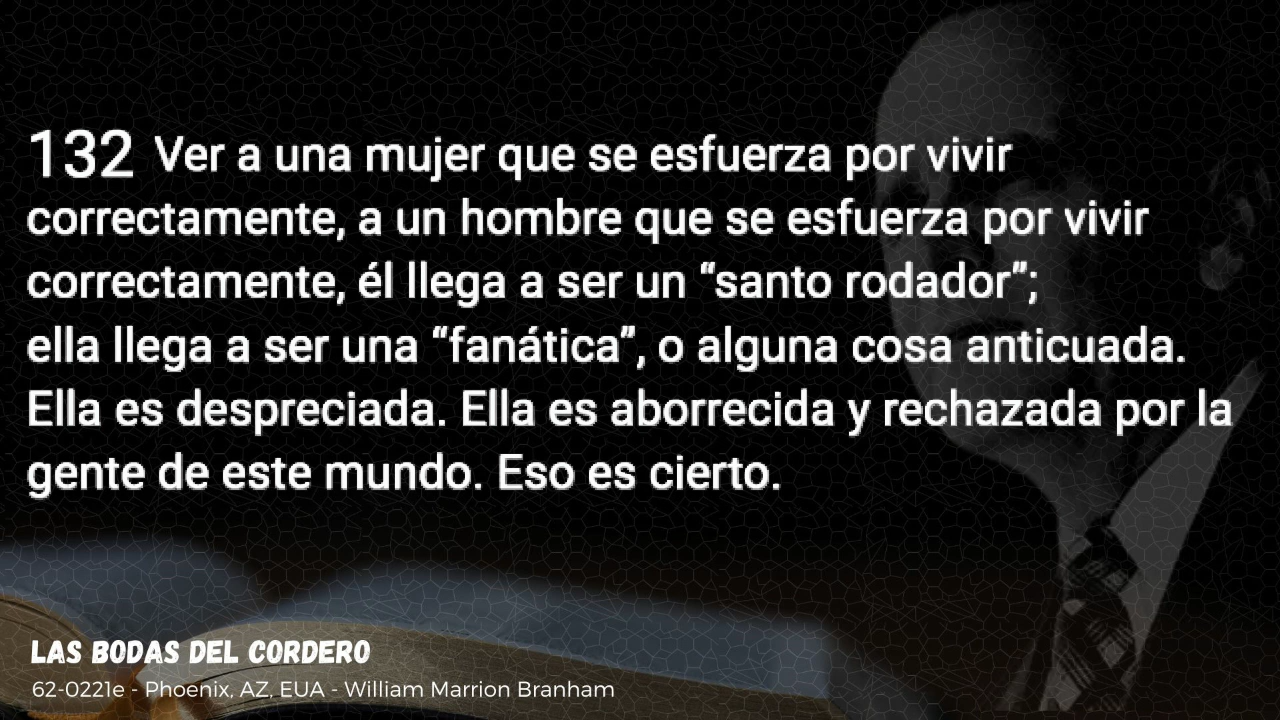 132 Ver a una mujer que se esfuerza por vivir
correctamente, a un hombre que se esfuerza por vivir
correctamente, él llega a ser un “santo rodador”;
ella llega a ser una “fanática”, o alguna cosa anticuada.
Ella es despreciada. Ella es aborrecida y rechazada por la
gente de este mundo. Eso es cierto.
LAS BODAS DEL CORDERO
62-0221e - Phoenix, AZ, EUA - William Marrion Branham